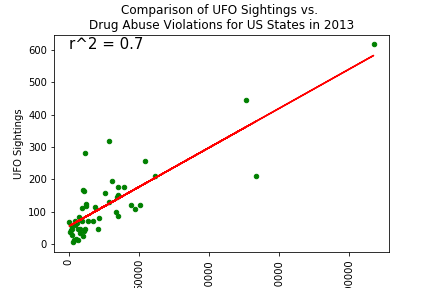 Comparison of UFO Sightings vs.
Drug Abuse Violations for US States in 2013
r^2 = 0.7
UFO Sightings
600
500
400
300
200
100
0
0